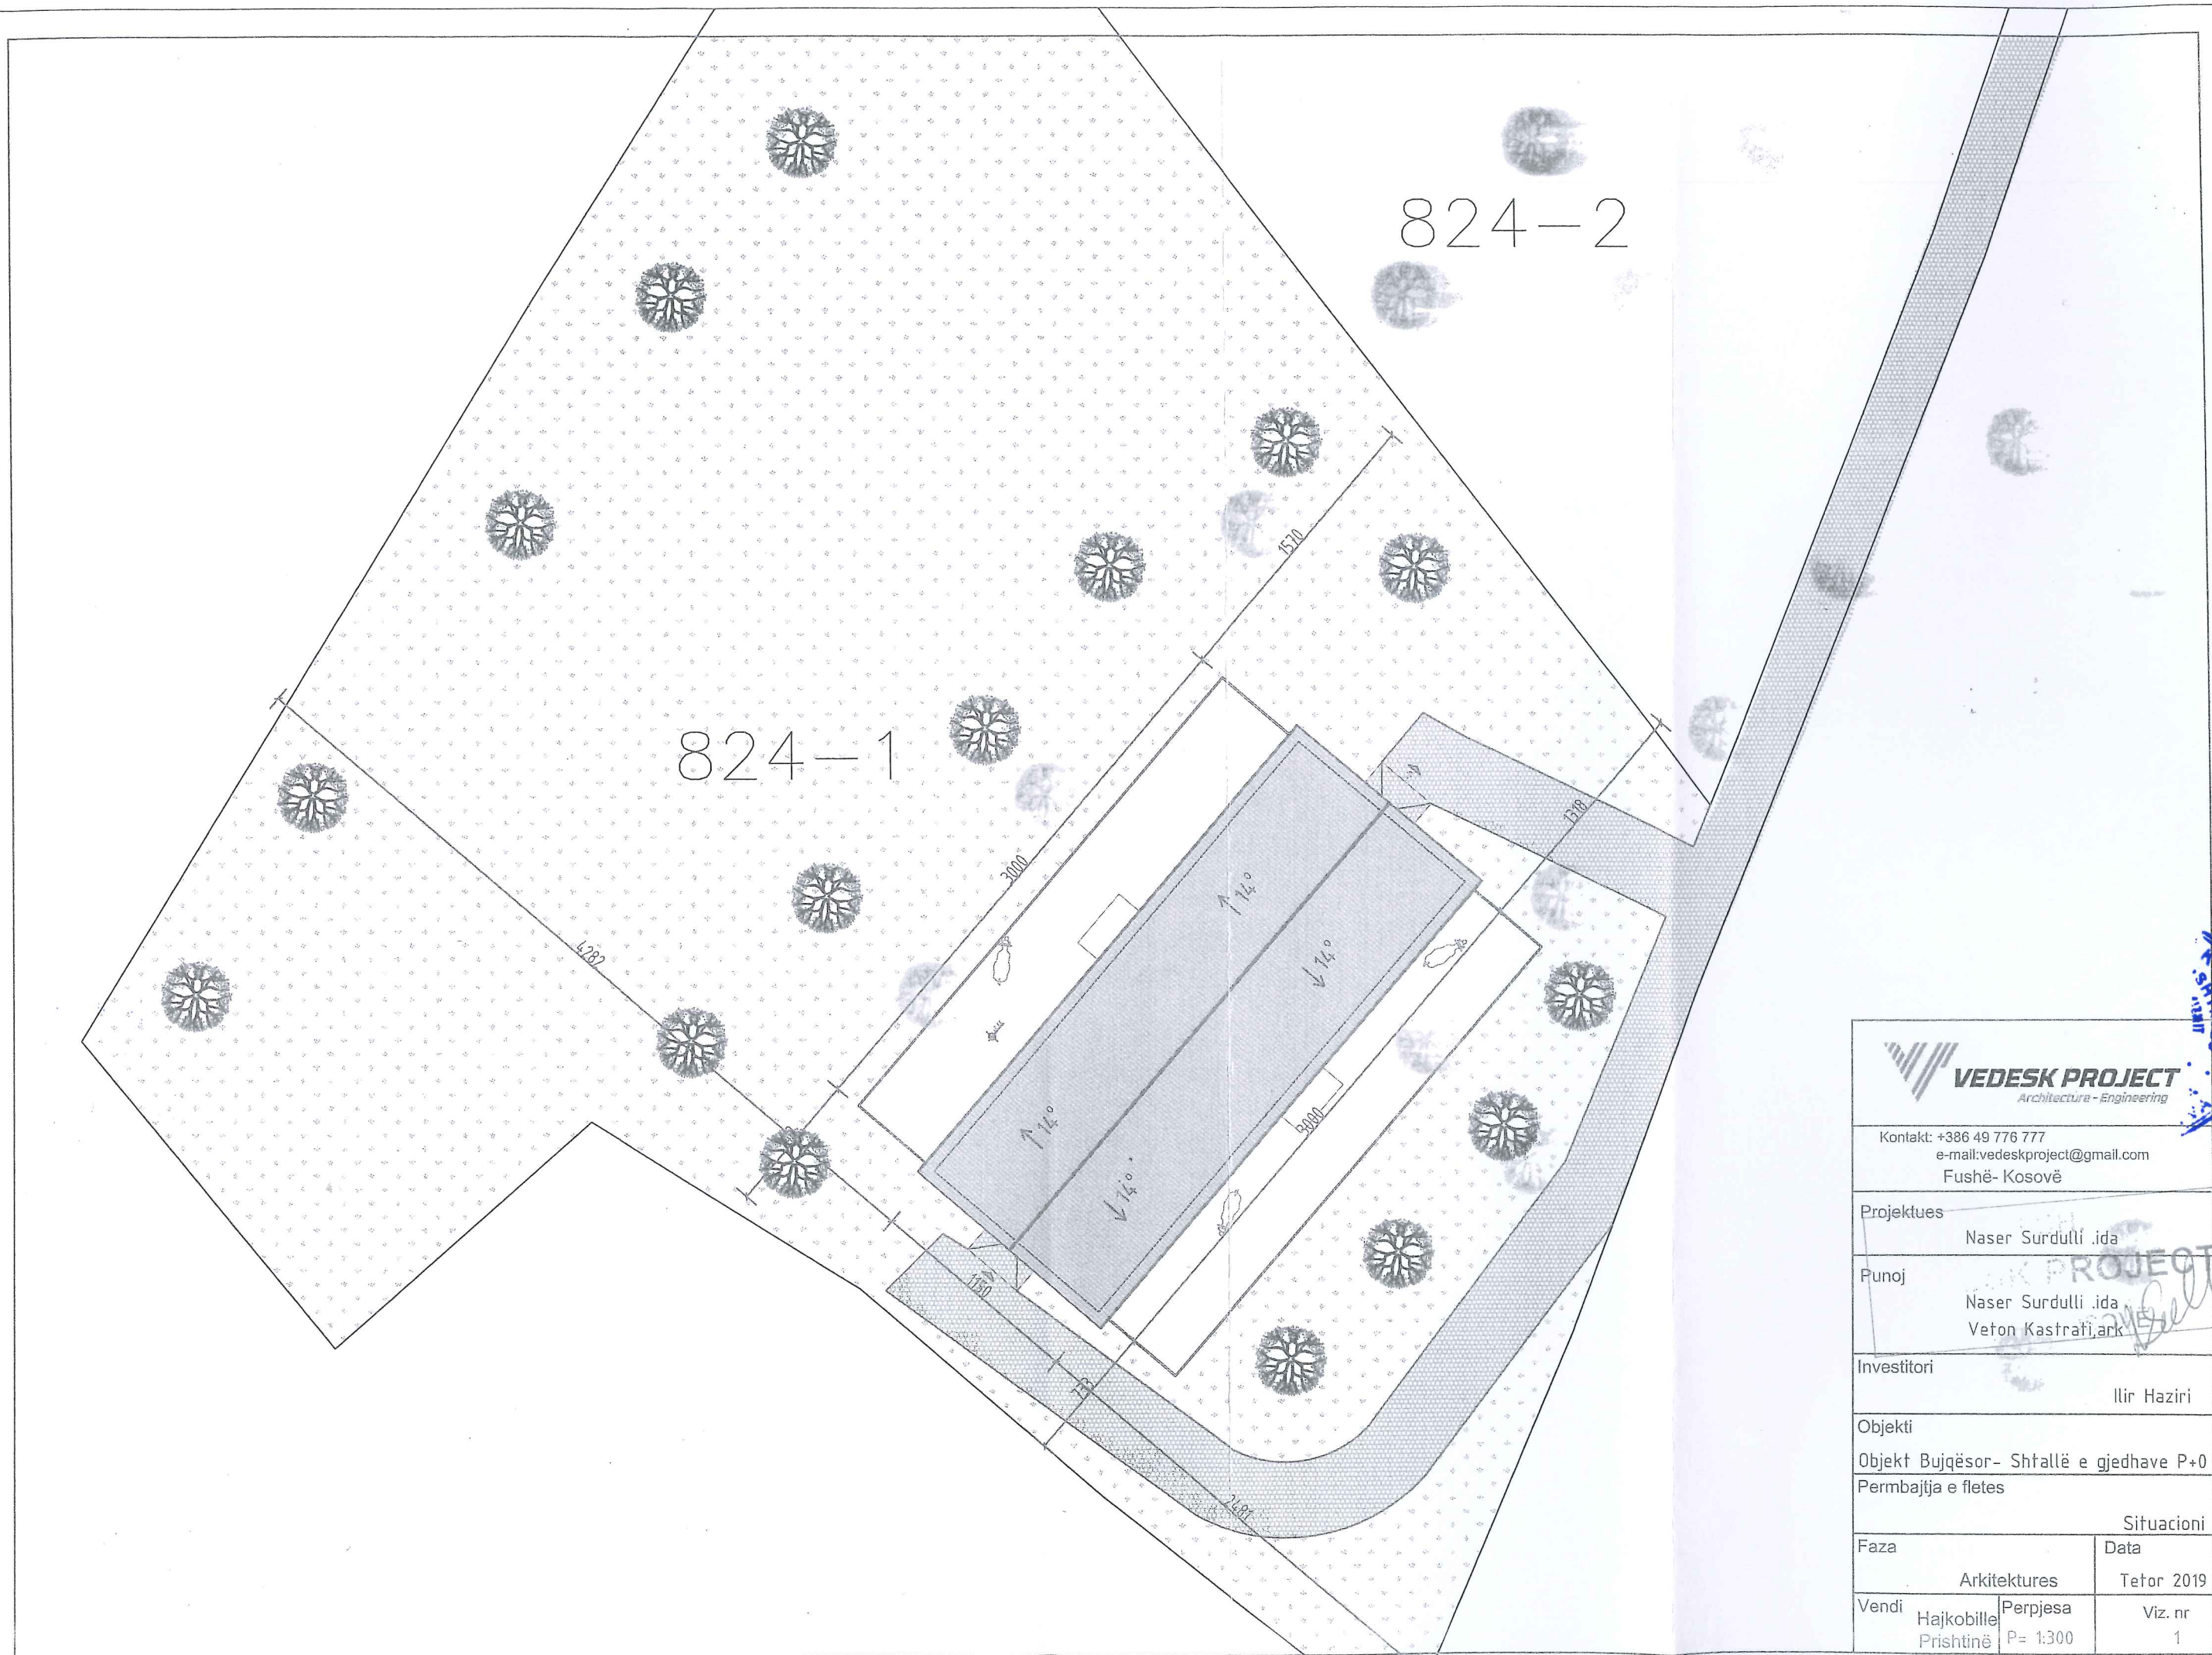 824-2
824-1
1570
3000
1318
4282
14°
14°
14°
14°
3000
1150
733
2481
VEDESK PROJECT
Architecture - Engineering
Kontakt: +386 49 776 777
e-mail:vedeskproject@gmail.com
Fushë- Kosovë
Projektues
Naser Surdulli .ida
Punoj
PROJECT
Naser Surdulli .ida
Veton Kastrati,ark
Investitori
Ilir Haziri
Objekti
Objekt Bujqësor- Shtallë e gjedhave P+0
Permbajtja e fletes
Situacioni
Faza
Data
Arkitektures
Tetor 2019
Vendi
Perpjesa
Viz. nr
Hajkobille
Prishtinë
P= 1:300
1